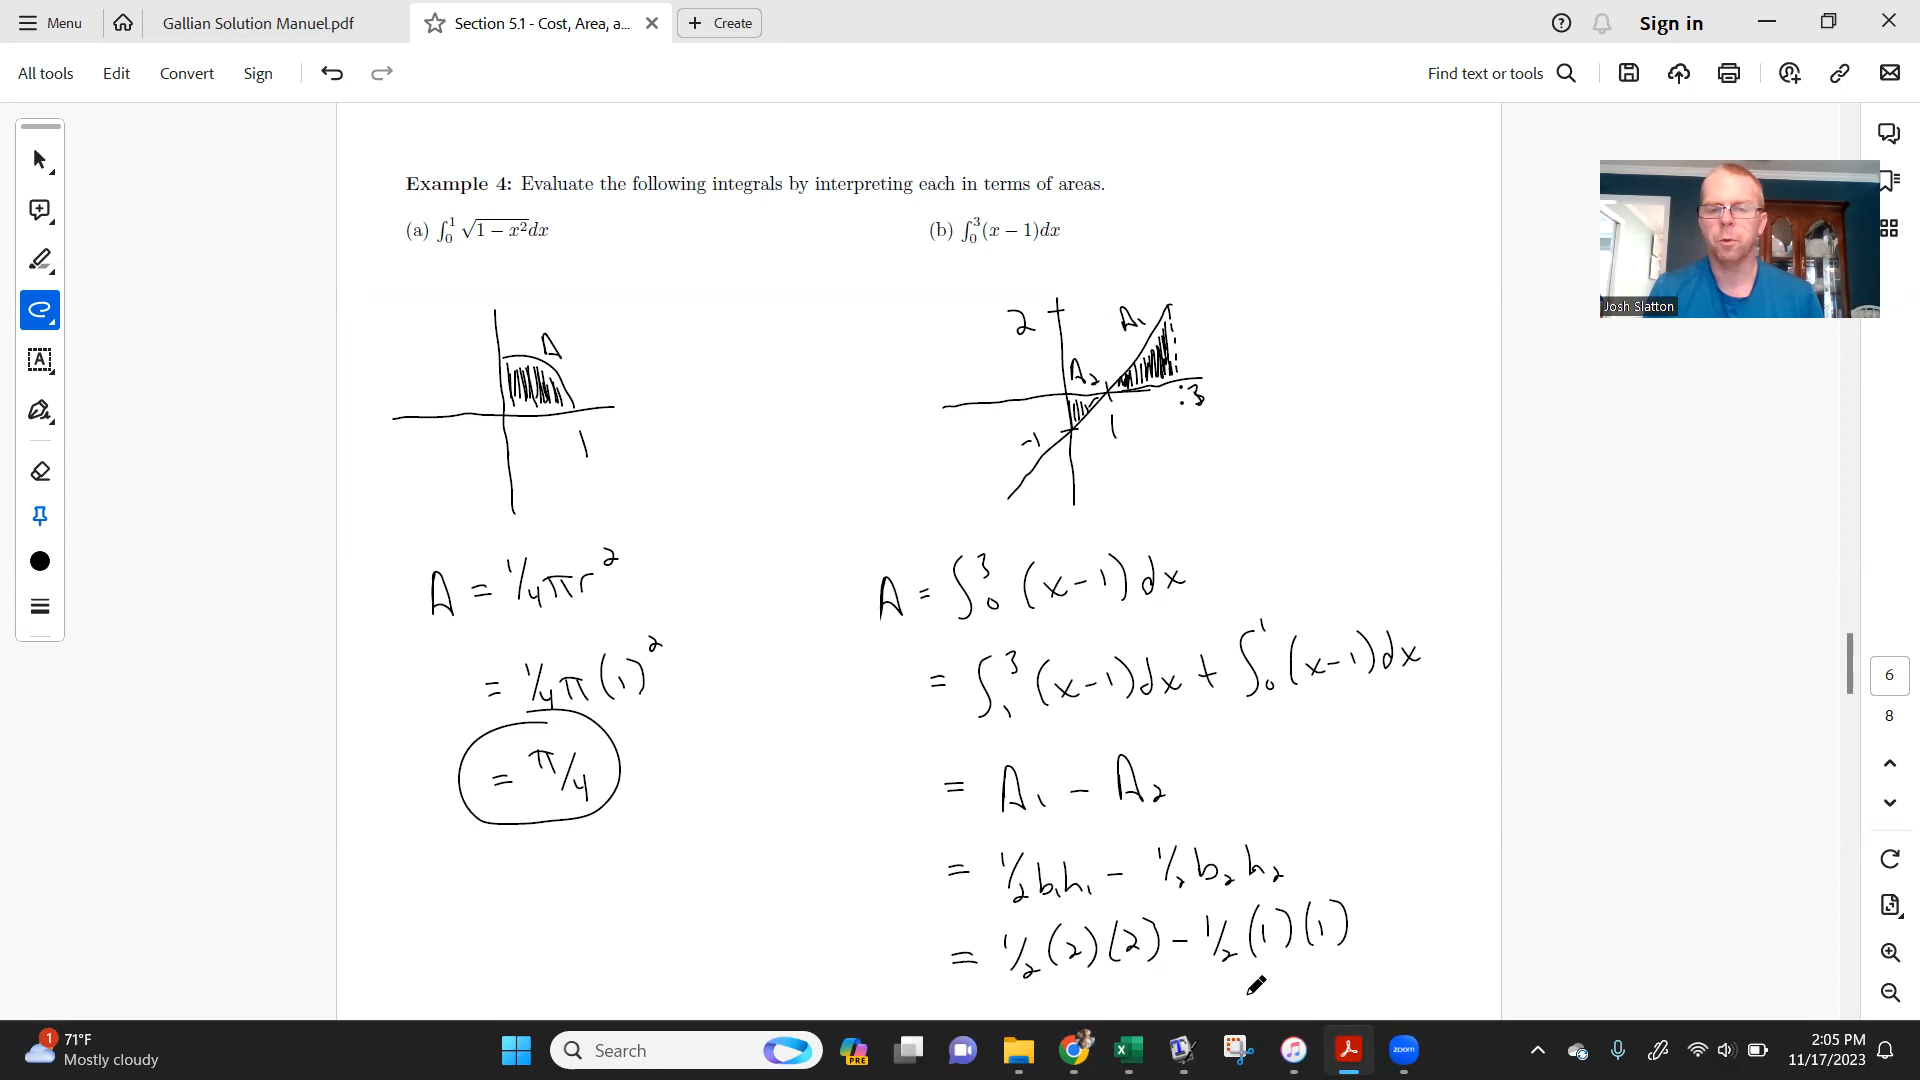 Menu
Gallian Solution Manuel.pdf
Section 5.1 - Cost, Area, a...
Create
Sign in
All tools Edit Convert Sign
Find text or tools
Example 4: Evaluate the following integrals by interpreting each in terms of areas.
(a) ∫₀¹ √(1 − x²)dx
(b) ∫₀³(x − 1)dx
A
1
2
A₁
A₂
:3
-1
1
A = 1/4πr²
= 1/4π(1)²
= π/4
A = ∫₀³ (x-1)dx
= ∫₁³ (x-1)dx + ∫₀¹ (x-1)dx
= A₁ - A₂
= 1/2b₁h₁ - 1/2b₂h₂
= 1/2(2)(2) - 1/2(1)(1)
Josh Slatton
6
8
1
71°F
Mostly cloudy
Search
PRE
zoom
2:05 PM
11/17/2023